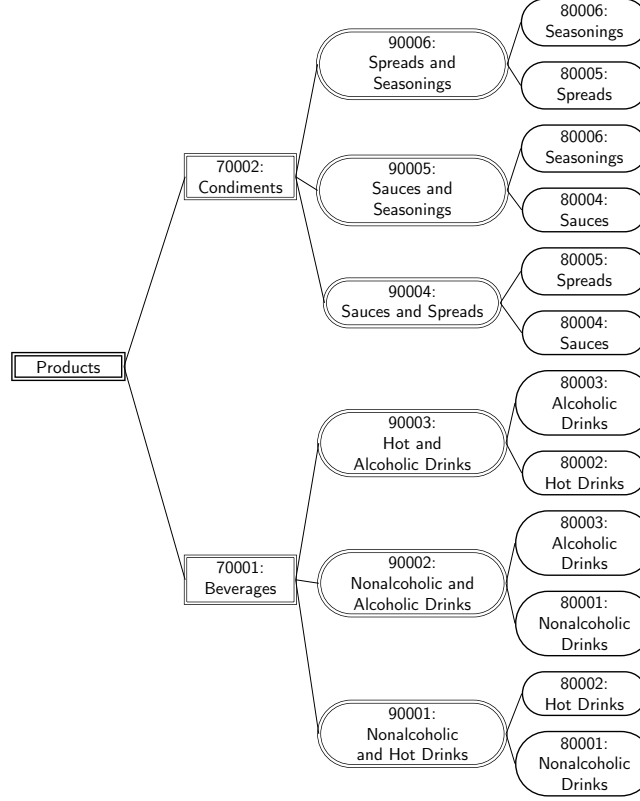 80006:
Seasonings
90006:
Spreads and
Seasonings
80005:
Spreads
80006:
Seasonings
70002:
Condiments
90005:
Sauces and
Seasonings
80004:
Sauces
80005:
Spreads
90004:
Sauces and Spreads
80004:
Sauces
Products
80003:
Alcoholic
Drinks
90003:
Hot and
Alcoholic Drinks
80002:
Hot Drinks
80003:
Alcoholic
Drinks
70001:
Beverages
90002:
Nonalcoholic and
Alcoholic Drinks
80001:
Nonalcoholic
Drinks
80002:
Hot Drinks
90001:
Nonalcoholic
and Hot Drinks
80001:
Nonalcoholic
Drinks